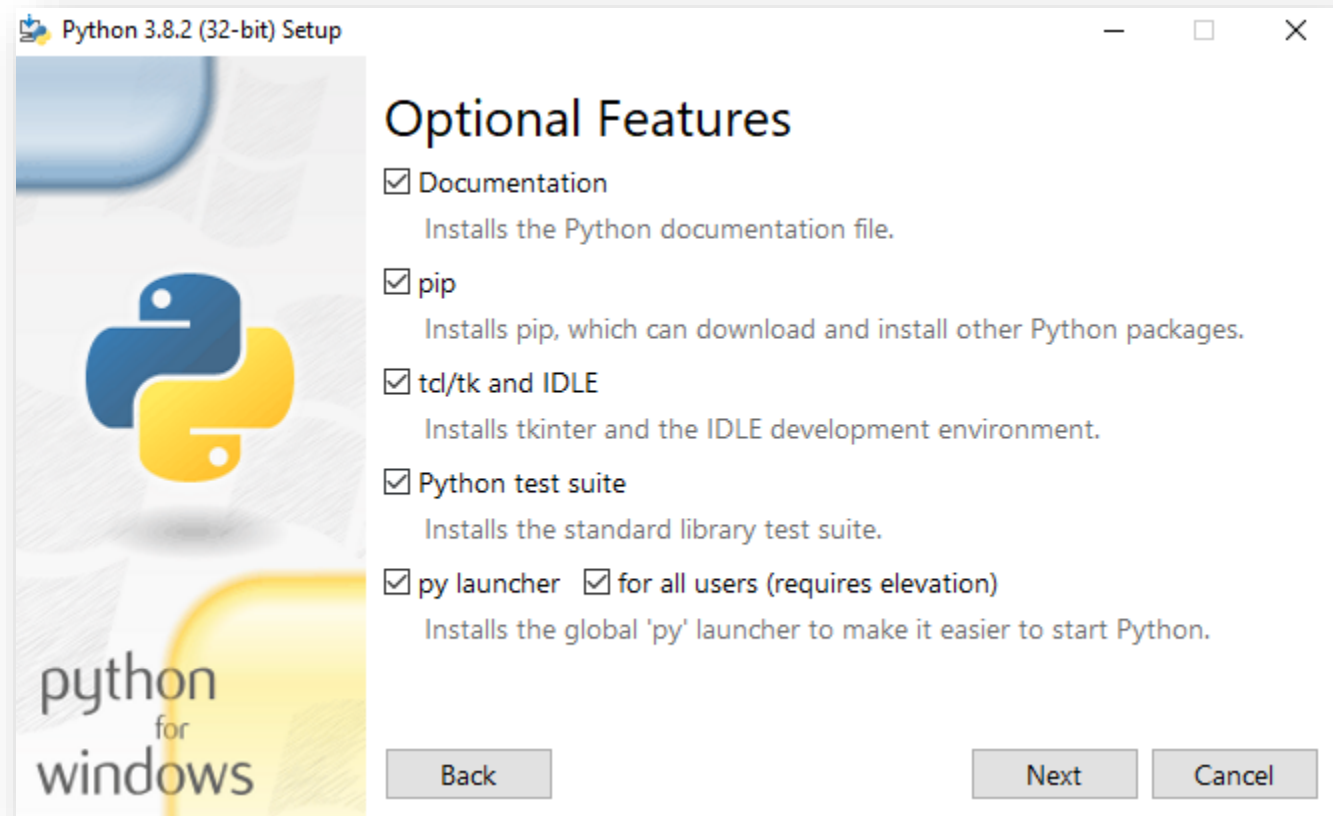 Python 3.8.2 (32-bit) Setup
Optional Features
Documentation
Installs the Python documentation file.
pip
Installs pip, which can download and install other Python packages.
tcl/tk and IDLE
Installs tkinter and the IDLE development environment.
Python test suite
Installs the standard library test suite.
py launcher for all users (requires elevation)
Installs the global 'py' launcher to make it easier to start Python.
python
for
windows
Back Next Cancel